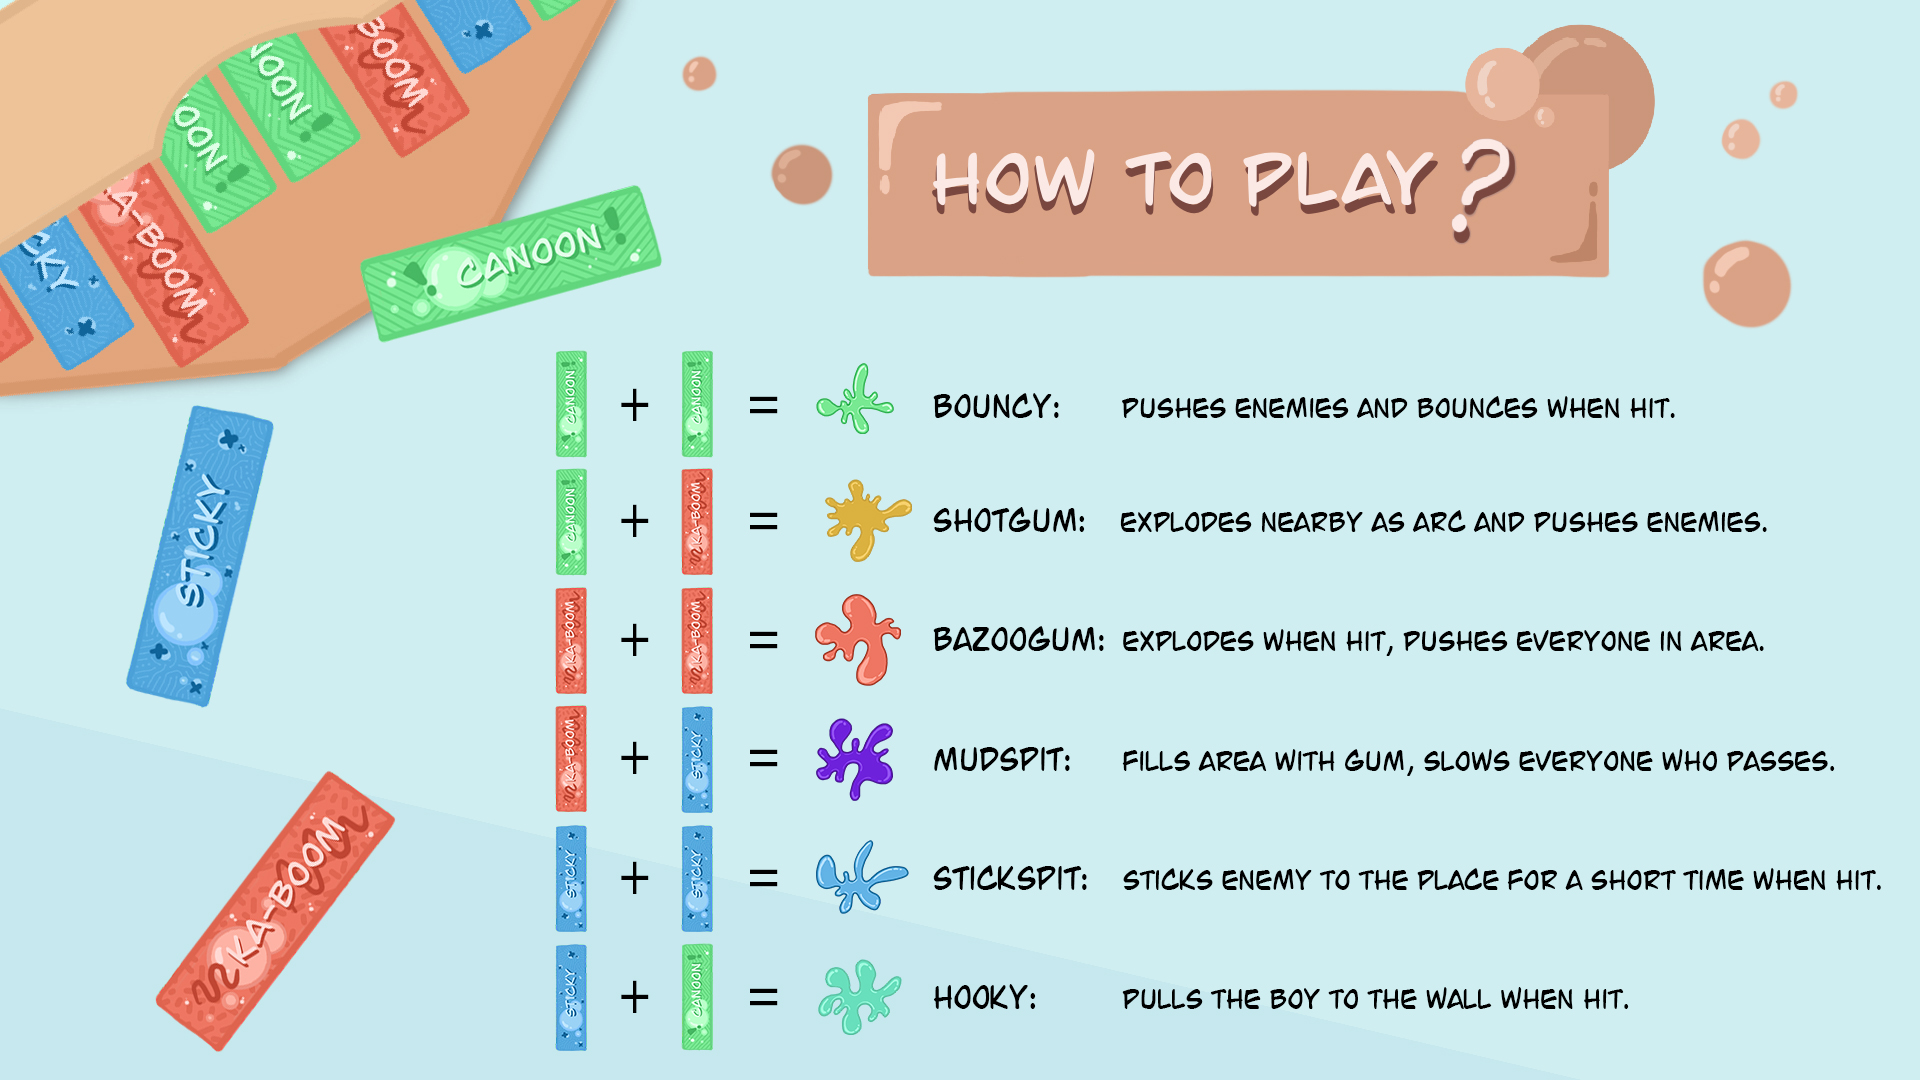 NOON
NOON
BOOM
CKY
A-BOOM
CANOON
HOW TO PLAY?
STICKY
KA-BOOM
CANOON + CANOON = BOUNCY: PUSHES ENEMIES AND BOUNCES WHEN HIT.
CANOON + KA-BOOM = SHOTGUM: EXPLODES NEARBY AS ARC AND PUSHES ENEMIES.
KA-BOOM + KA-BOOM = BAZOOGUM: EXPLODES WHEN HIT, PUSHES EVERYONE IN AREA.
KA-BOOM + STICKY = MUDSPIT: FILLS AREA WITH GUM, SLOWS EVERYONE WHO PASSES.
STICKY + STICKY = STICKSPIT: STICKS ENEMY TO THE PLACE FOR A SHORT TIME WHEN HIT.
STICKY + CANOON = HOOKY: PULLS THE BOY TO THE WALL WHEN HIT.